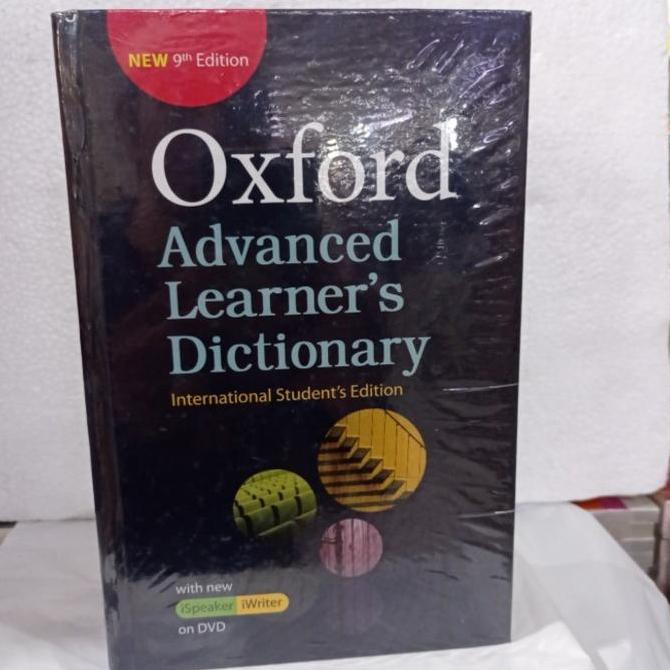 NEW 9th Edition
Oxford
Advanced
Learner's
Dictionary
International Student's Edition
with new
iSpeaker iWriter
on DVD